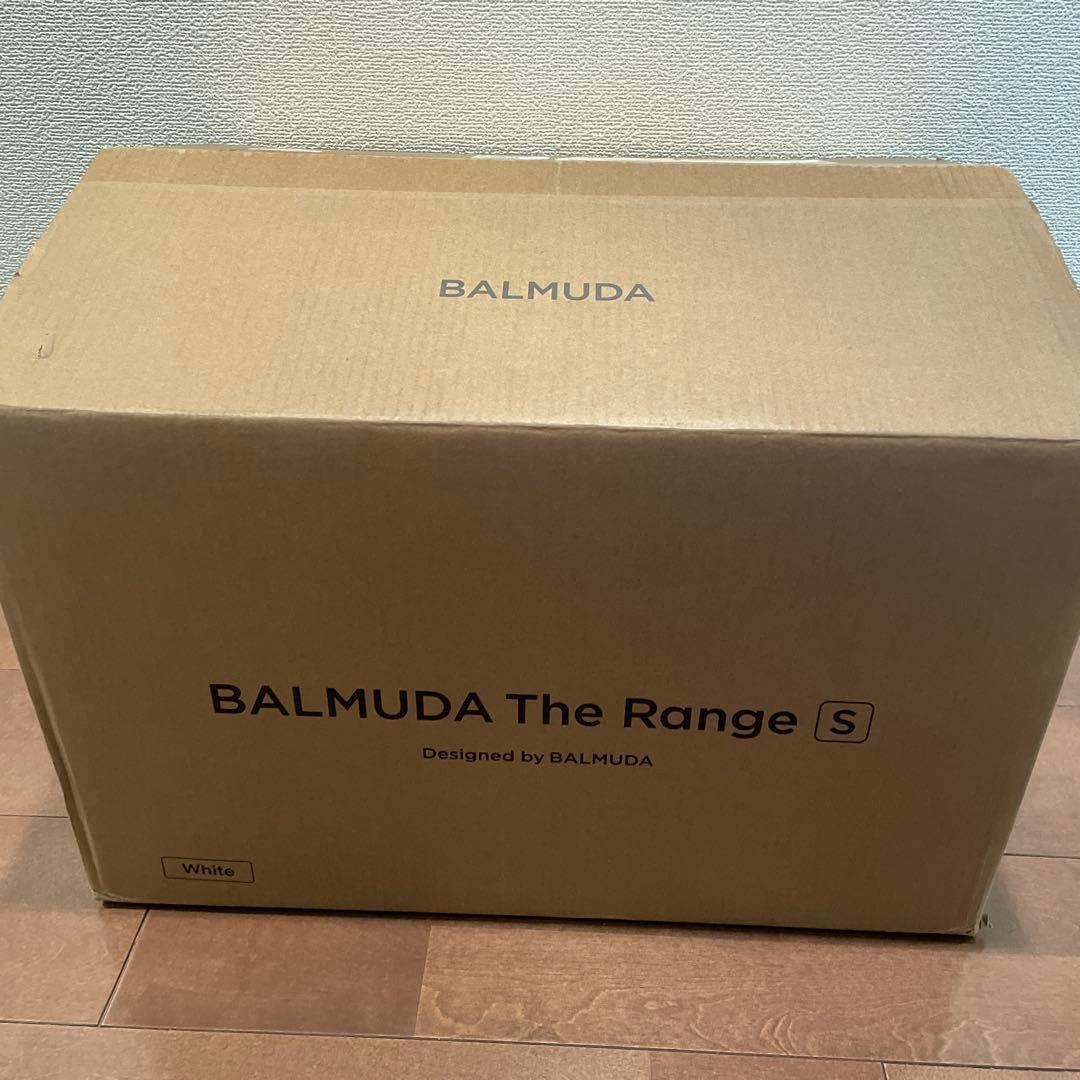 BALMUDA
BALMUDA The Range S
Designed by BALMUDA
White